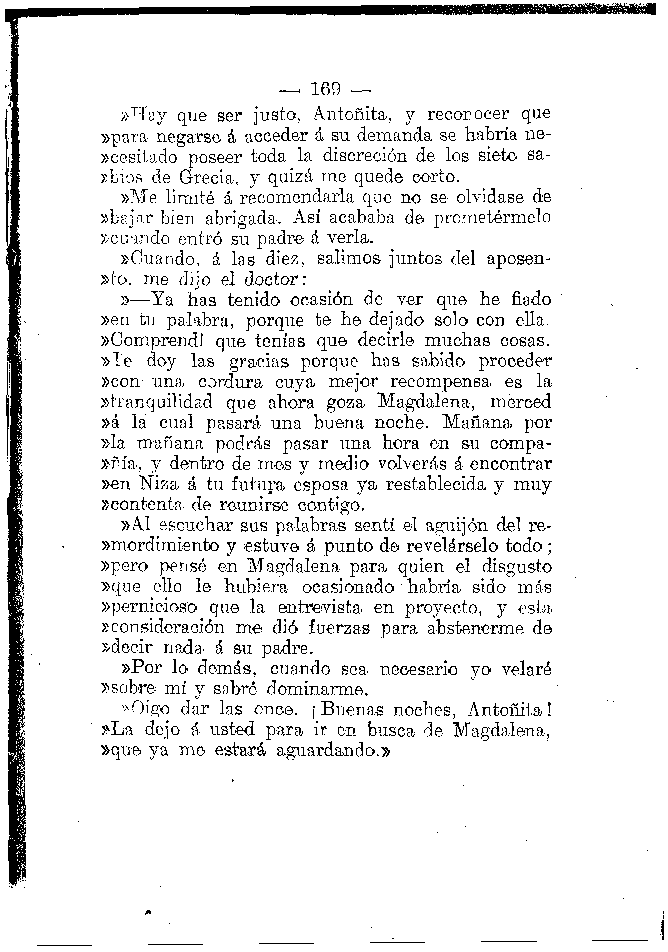 — 169 —
»Hay que ser justo, Antoñita, y reconocer que
»para negarse á acceder á su demanda se habría ne-
»cesitado poseer toda la discreción de los siete sa-
»bios de Grecia, y quizá me quede corto.
»Me limité á recomendarla que no se olvidase de
»bajar bien abrigada. Así acababa de prometérmelo
»cuando entró su padre á verla.
»Cuando, á las diez, salimos juntos del aposen-
»to, me dijo el doctor:
»—Ya has tenido ocasión de ver que he fiado
»en tu palabra, porque te he dejado solo con ella.
»Comprendí que tenías que decirle muchas cosas.
»Te doy las gracias porque has sabido proceder
»con una cordura cuya mejor recompensa es la
»tranquilidad que ahora goza Magdalena, merced
»á la cual pasará una buena noche. Mañana por
»la mañana podrás pasar una hora en su compa-
»ñía, y dentro de mes y medio volverás á encontrar
»en Niza á tu futura esposa ya restablecida y muy
»contenta de reunirse contigo.
»Al escuchar sus palabras sentí el aguijón del re-
»mordimiento y estuve á punto de revelárselo todo;
»pero pensé en Magdalena para quien el disgusto
»que ello le hubiera ocasionado habría sido más
»pernicioso que la entrevista en proyecto, y esta
»consideración me dió fuerzas para abstenerme de
»decir nada á su padre.
»Por lo demás, cuando sea necesario yo velaré
»sobre mí y sabré dominarme.
»Oigo dar las once. ¡Buenas noches, Antoñita!
»La dejo á usted para ir en busca de Magdalena,
»que ya me estará aguardando.»